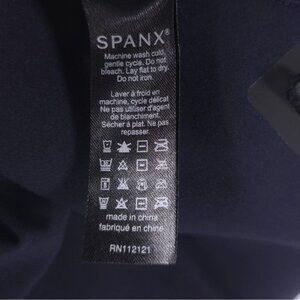 SPANX®
Machine wash cold,
gentle cycle. Do not
bleach. Lay flat to dry.
Do not iron.
Laver à froid en
machine, cycle délicat
Ne pas utiliser d'agent
de blanchiment.
Sécher à plat. Ne pas
repasser.
made in china
fabriqué en chine
RN112121